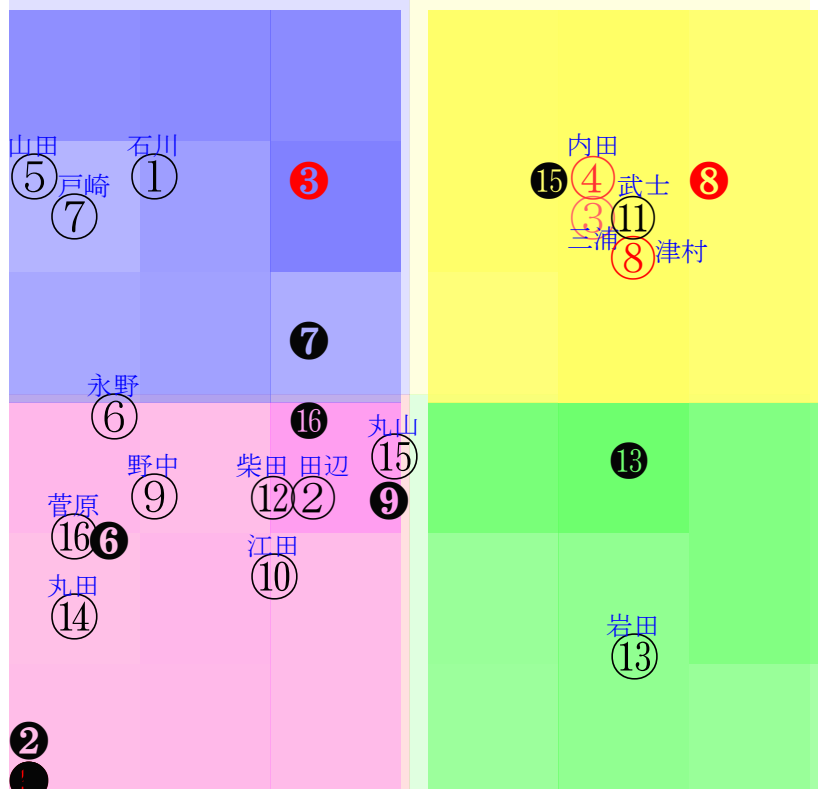 内田
山田 石川
⑤ ① ❸ ⓯ ④ 武士 ❽
戸崎
⑦ ③ ⑪
三浦 ⑧ 津村
❼
永野
⑥ ⓰ 丸山
⑮ ⓭
野中 柴田 田辺
⑨ ⑫ ② ❾
菅原
⑯ ❻ 江田
⑩
丸田
⑭ 岩田
⑬
❷